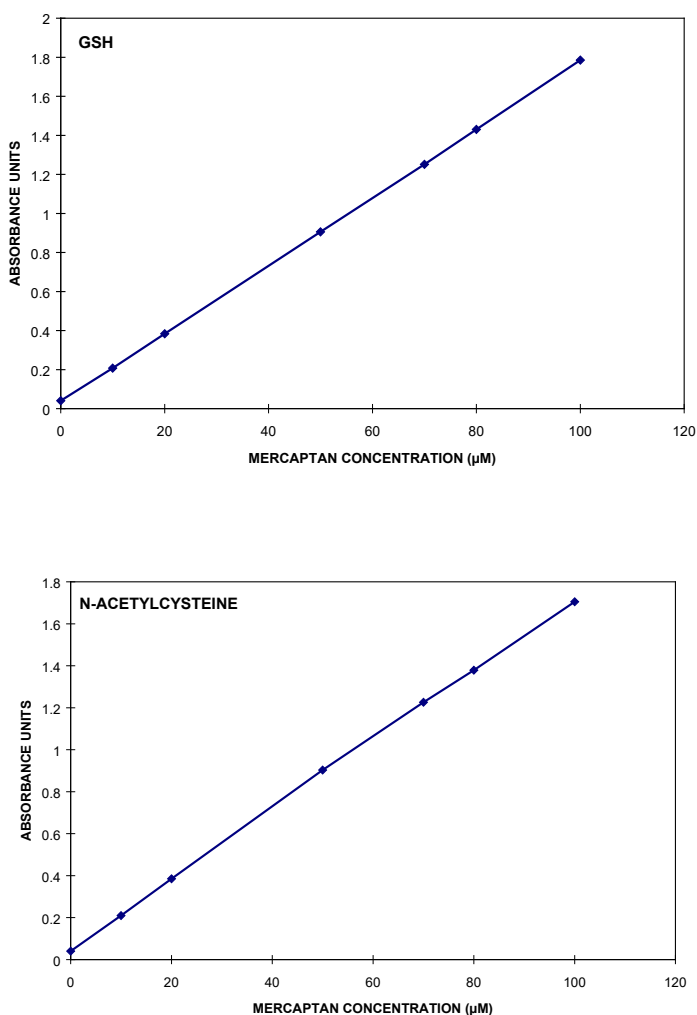 2
GSH
1.8
1.6
1.4
1.2
1
0.8
0.6
0.4
0.2
0
ABSORBANCE UNITS
0 20 40 60 80 100 120
MERCAPTAN CONCENTRATION (µM)
1.8
N-ACETYLCYSTEINE
1.6
1.4
1.2
1
0.8
0.6
0.4
0.2
0
ABSORBANCE UNITS
0 20 40 60 80 100 120
MERCAPTAN CONCENTRATION (µM)